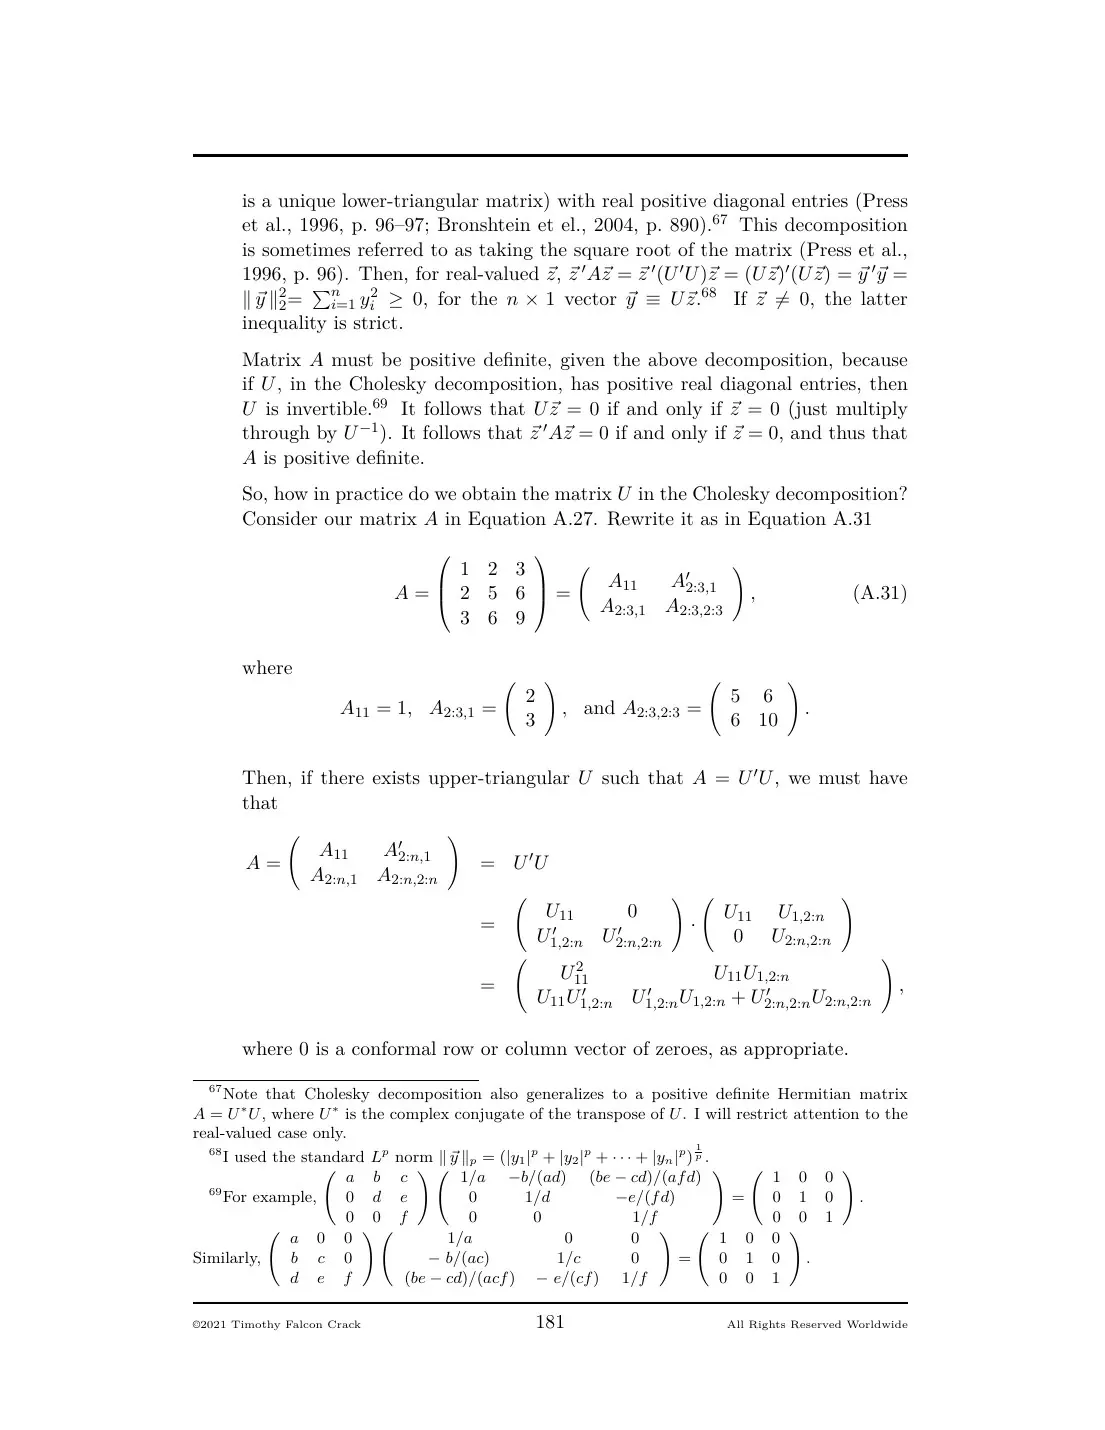 is a unique lower-triangular matrix) with real positive diagonal entries (Press
et al., 1996, p. 96–97; Bronshtein et el., 2004, p. 890).⁶⁷ This decomposition
is sometimes referred to as taking the square root of the matrix (Press et al.,
1996, p. 96). Then, for real-valued z⃗, z⃗ ′Az⃗ = z⃗ ′(U′U)z⃗ = (Uz⃗)′(Uz⃗) = y⃗ ′y⃗ =
‖ y⃗ ‖₂²= ∑ᵢ₌₁ⁿ yᵢ² ≥ 0, for the n × 1 vector y⃗ ≡ Uz⃗.⁶⁸ If z⃗ ≠ 0, the latter
inequality is strict.
Matrix A must be positive definite, given the above decomposition, because
if U, in the Cholesky decomposition, has positive real diagonal entries, then
U is invertible.⁶⁹ It follows that Uz⃗ = 0 if and only if z⃗ = 0 (just multiply
through by U⁻¹). It follows that z⃗ ′Az⃗ = 0 if and only if z⃗ = 0, and thus that
A is positive definite.
So, how in practice do we obtain the matrix U in the Cholesky decomposition?
Consider our matrix A in Equation A.27. Rewrite it as in Equation A.31
A = ( 1 2 3 ; 2 5 6 ; 3 6 9 ) = ( A₁₁ A′₂:₃,₁ ; A₂:₃,₁ A₂:₃,₂:₃ ) , (A.31)
where
A₁₁ = 1, A₂:₃,₁ = ( 2 ; 3 ) , and A₂:₃,₂:₃ = ( 5 6 ; 6 10 ) .
Then, if there exists upper-triangular U such that A = U′U, we must have
that
A = ( A₁₁ A′₂:ₙ,₁ ; A₂:ₙ,₁ A₂:ₙ,₂:ₙ ) = U′U
= ( U₁₁ 0 ; U′₁,₂:ₙ U′₂:ₙ,₂:ₙ ) · ( U₁₁ U₁,₂:ₙ ; 0 U₂:ₙ,₂:ₙ )
= ( U₁₁² U₁₁U₁,₂:ₙ ; U₁₁U′₁,₂:ₙ U′₁,₂:ₙU₁,₂:ₙ + U′₂:ₙ,₂:ₙU₂:ₙ,₂:ₙ ) ,
where 0 is a conformal row or column vector of zeroes, as appropriate.
⁶⁷Note that Cholesky decomposition also generalizes to a positive definite Hermitian matrix
A = U*U, where U* is the complex conjugate of the transpose of U. I will restrict attention to the
real-valued case only.
⁶⁸I used the standard Lᵖ norm ‖ y⃗ ‖ₚ = (|y₁|ᵖ + |y₂|ᵖ + · · · + |yₙ|ᵖ)^(1/p).
⁶⁹For example, ( a b c ; 0 d e ; 0 0 f ) ( 1/a −b/(ad) (be − cd)/(afd) ; 0 1/d −e/(fd) ; 0 0 1/f ) = ( 1 0 0 ; 0 1 0 ; 0 0 1 ) .
Similarly, ( a 0 0 ; b c 0 ; d e f ) ( 1/a 0 0 ; − b/(ac) 1/c 0 ; (be − cd)/(acf) − e/(cf) 1/f ) = ( 1 0 0 ; 0 1 0 ; 0 0 1 ) .
©2021 Timothy Falcon Crack 181 All Rights Reserved Worldwide